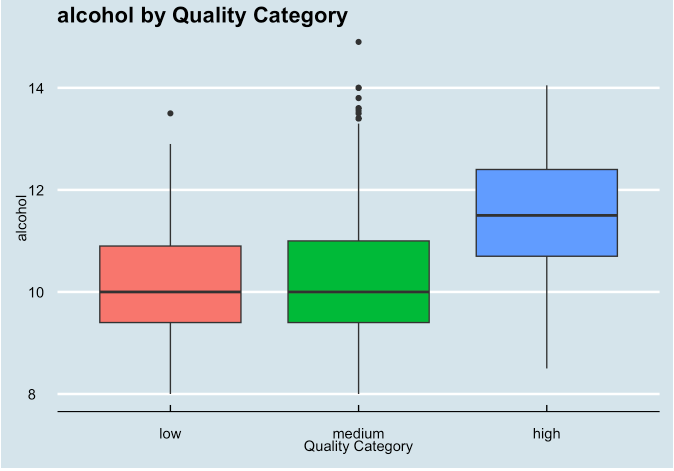 alcohol by Quality Category
14
12
10
8
alcohol
low medium high
Quality Category